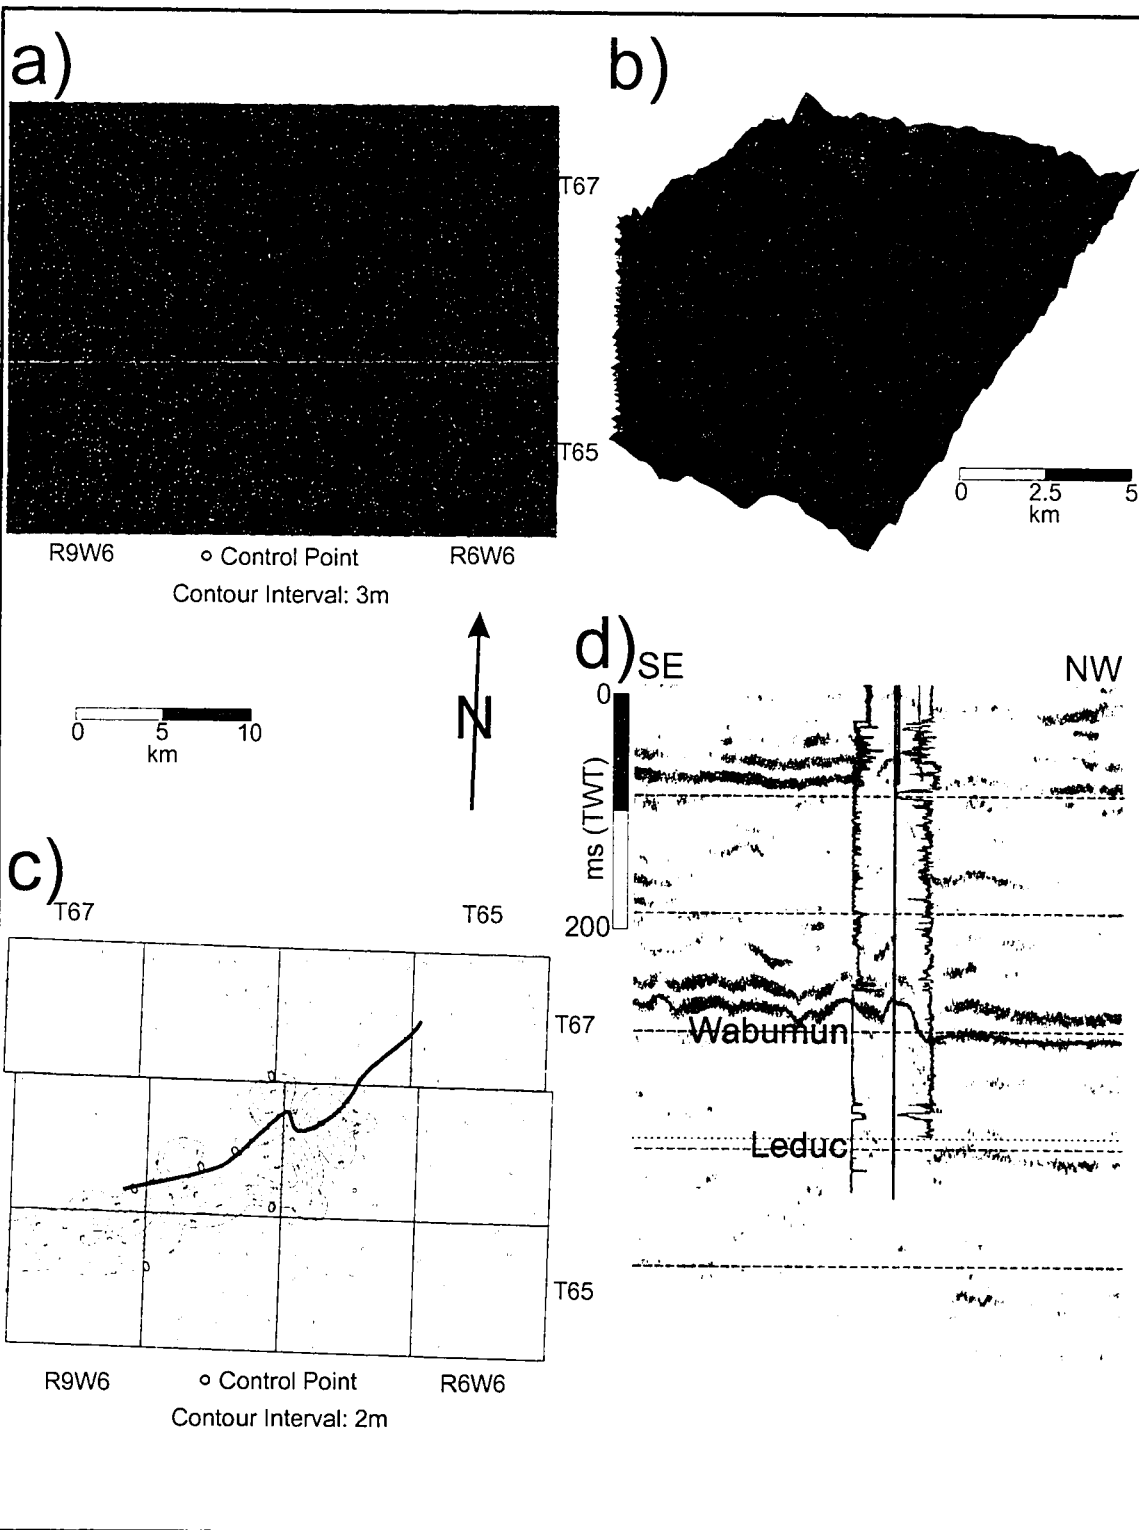 a)
T67
T65
R9W6
o Control Point
R6W6
Contour Interval: 3m
b)
0
2.5
5
km
0
5
10
km
N
c)
T67
T65
T67
T65
R9W6
o Control Point
R6W6
Contour Interval: 2m
d)
SE
NW
0
ms (TWT)
200
Wabumun
Leduc